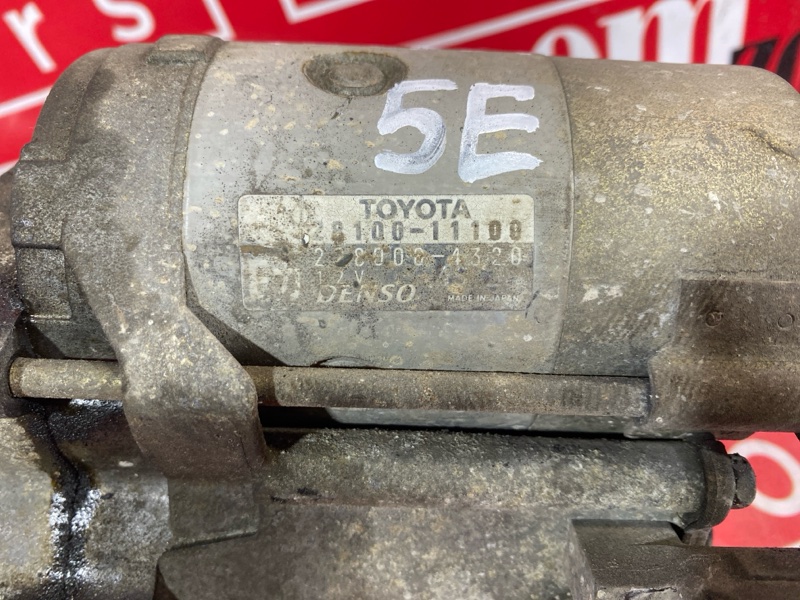 5E
TOYOTA
28100-11100
228000-4320
12V
DENSO MADE IN JAPAN